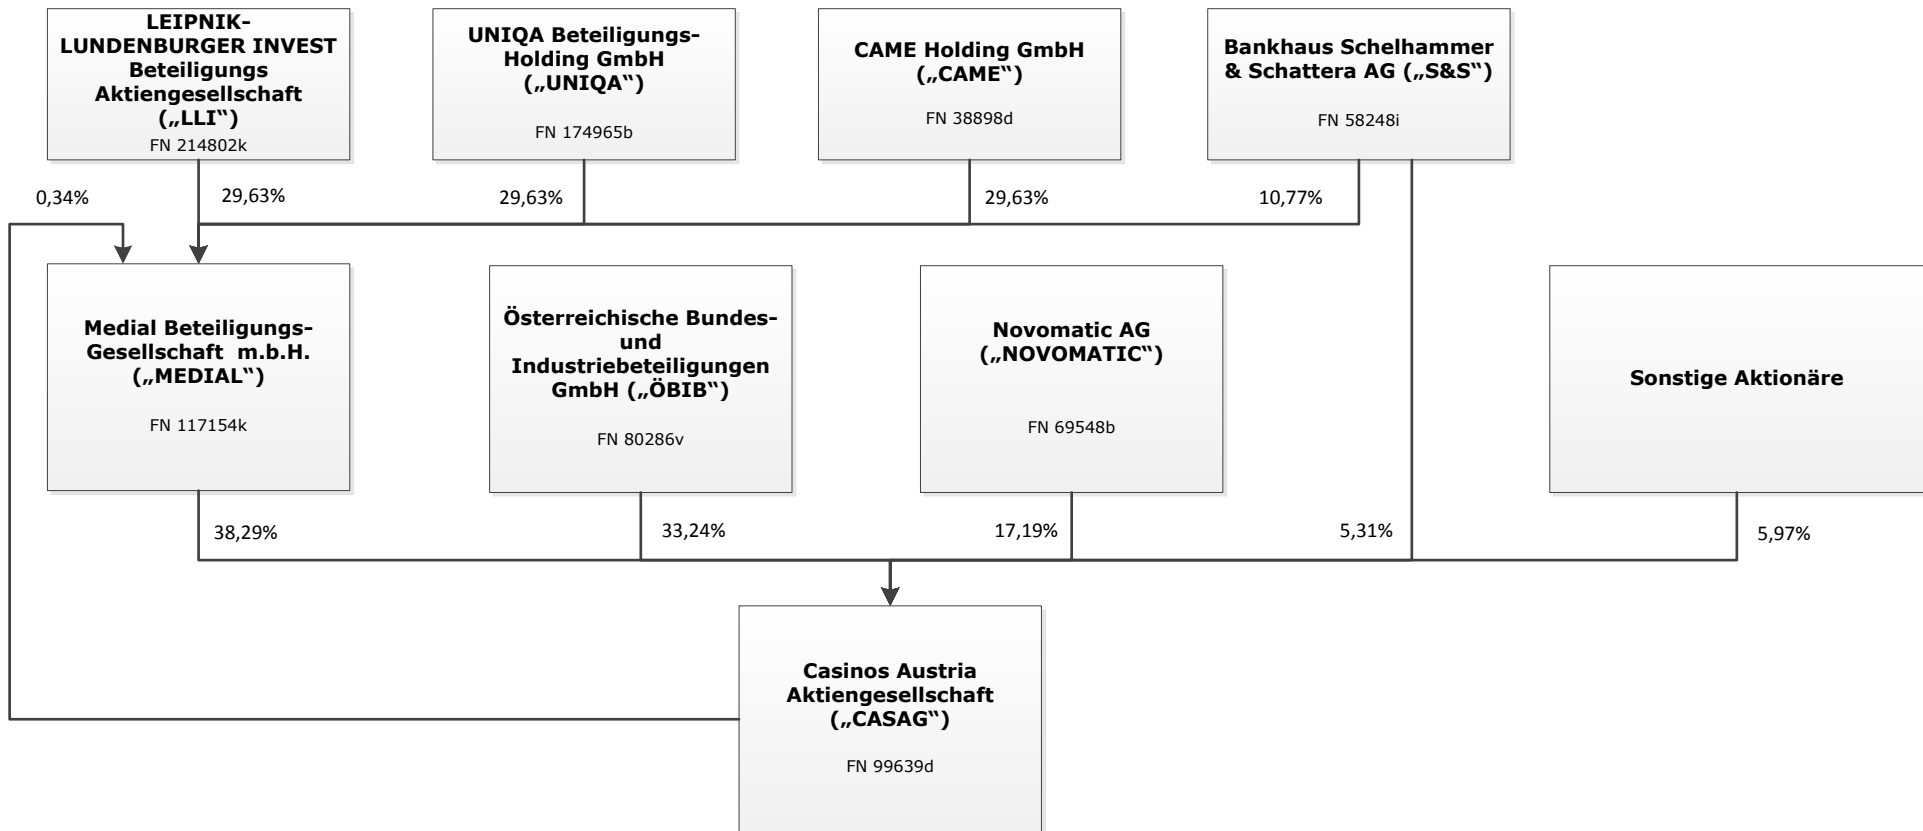 LEIPNIK-
LUNDENBURGER INVEST
Beteiligungs
Aktiengesellschaft
(„LLI“)
FN 214802k
UNIQA Beteiligungs-
Holding GmbH
(„UNIQA“)
FN 174965b
CAME Holding GmbH
(„CAME“)
FN 38898d
Bankhaus Schelhammer
& Schattera AG („S&S“)
FN 58248i
0,34%
29,63%
29,63%
29,63%
10,77%
Medial Beteiligungs-
Gesellschaft m.b.H.
(„MEDIAL“)
FN 117154k
Österreichische Bundes-
und
Industriebeteiligungen
GmbH („ÖBIB“)
FN 80286v
Novomatic AG
(„NOVOMATIC“)
FN 69548b
Sonstige Aktionäre
38,29%
33,24%
17,19%
5,31%
5,97%
Casinos Austria
Aktiengesellschaft
(„CASAG“)
FN 99639d